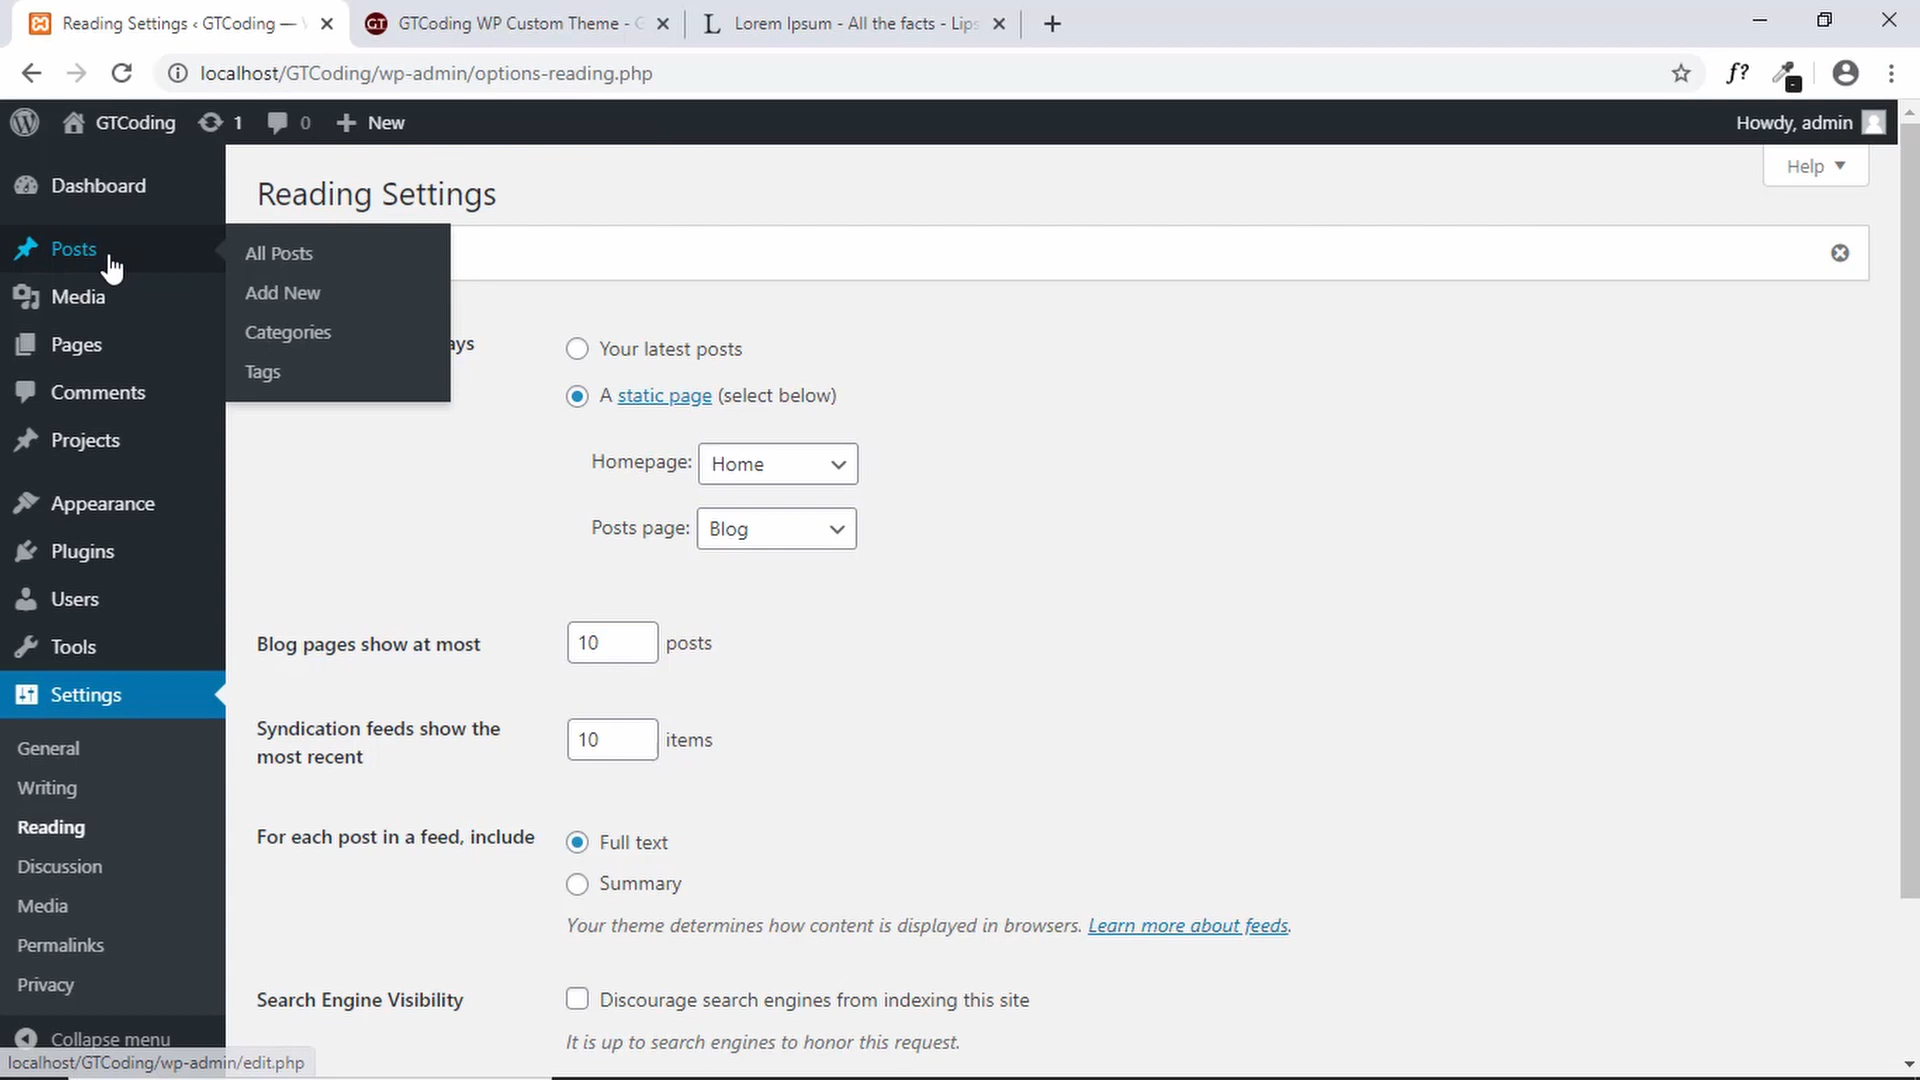 Reading Settings ‹ GTCoding —
GTCoding WP Custom Theme -
Lorem Ipsum - All the facts - Lips
localhost/GTCoding/wp-admin/options-reading.php
f?
GTCoding
1
0
New
Howdy, admin
Help
Dashboard
Posts
Media
Pages
Comments
Projects
Appearance
Plugins
Users
Tools
Settings
General
Writing
Reading
Discussion
Media
Permalinks
Privacy
Collapse menu
localhost/GTCoding/wp-admin/edit.php
All Posts
Add New
Categories
Tags
Reading Settings
Your latest posts
A static page (select below)
Homepage: Home
Posts page: Blog
Blog pages show at most
10 posts
Syndication feeds show the
most recent
10 items
For each post in a feed, include
Full text
Summary
Your theme determines how content is displayed in browsers. Learn more about feeds.
Search Engine Visibility
Discourage search engines from indexing this site
It is up to search engines to honor this request.